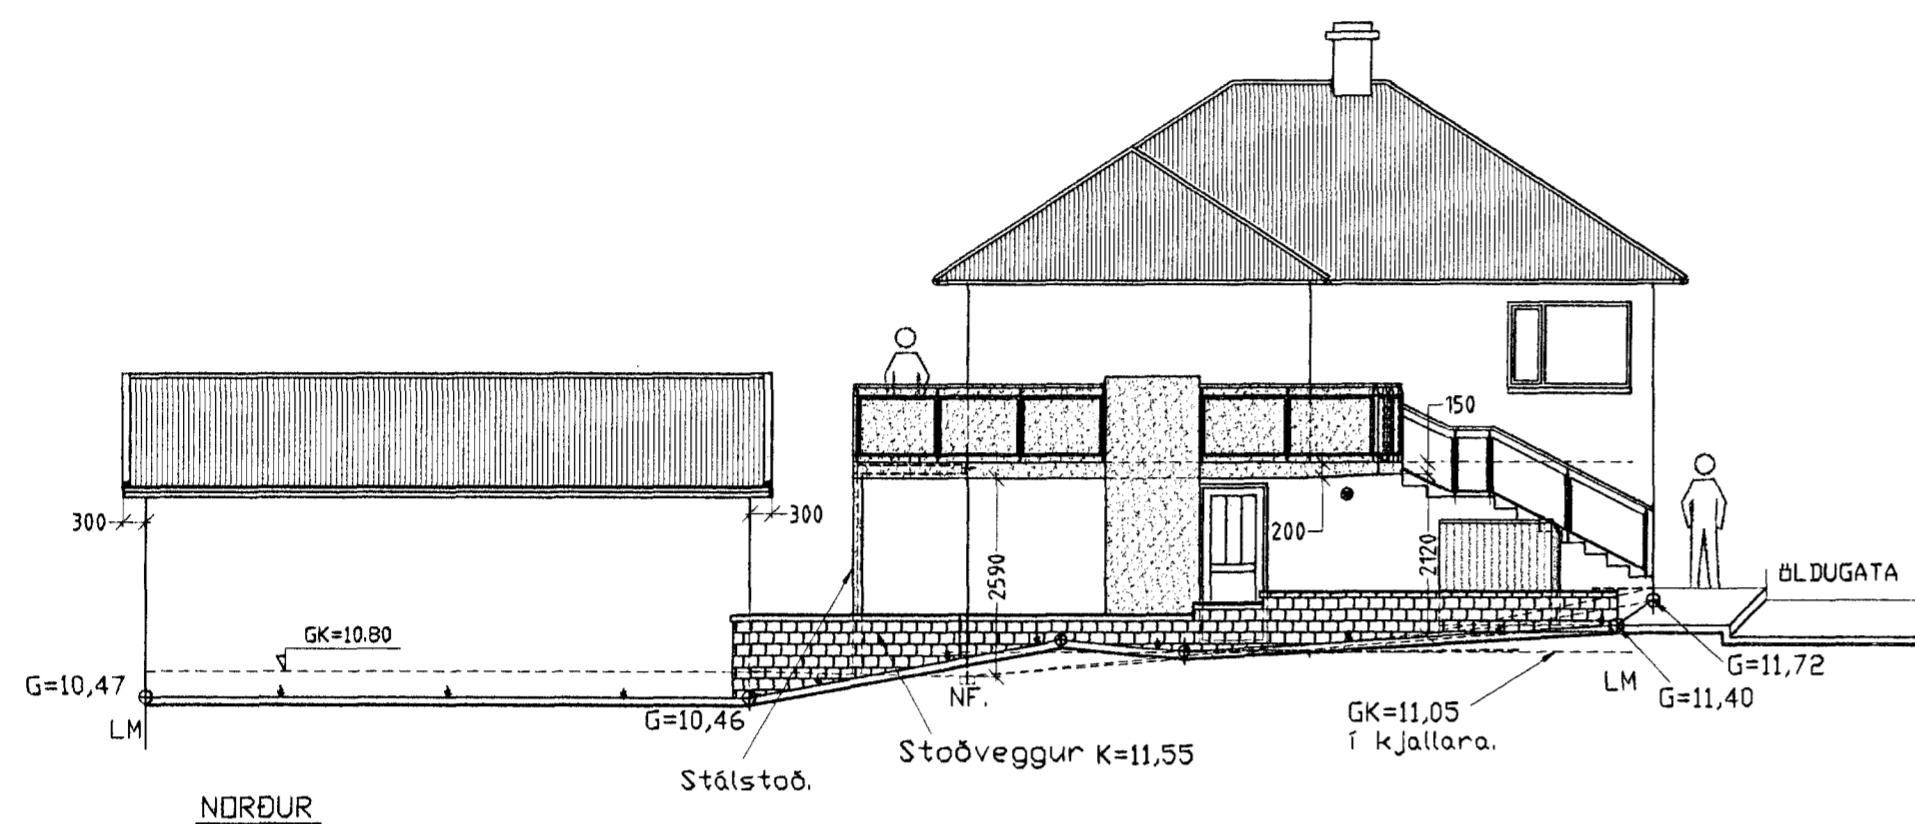 150
ÖLDUGATA
300
300
200
2590
2120
GK=10.80
G=10,47
LM
G=10,46
NF.
G=11,72
LM
G=11,40
GK=11,05
í kjallara.
Stoðveggur K=11,55
Stálstoð.
NORÐUR